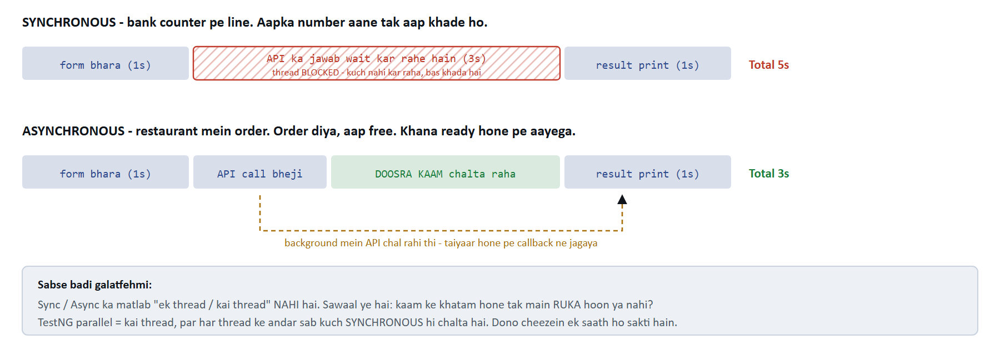 SYNCHRONOUS - bank counter pe line. Aapka number aane tak aap khade ho.
form bhara (1s)
API ka jawab wait kar rahe hain (3s)
thread BLOCKED - kuch nahi kar raha, bas khada hai
result print (1s)
Total 5s
ASYNCHRONOUS - restaurant mein order. Order diya, aap free. Khana ready hone pe aayega.
form bhara (1s)
API call bheji
DOOSRA KAAM chalta raha
result print (1s)
Total 3s
background mein API chal rahi thi - taiyaar hone pe callback ne jagaya
Sabse badi galatfehmi:
Sync / Async ka matlab "ek thread / kai thread" NAHI hai. Sawaal ye hai: kaam ke khatam hone tak main RUKA hoon ya nahi?
TestNG parallel = kai thread, par har thread ke andar sab kuch SYNCHRONOUS hi chalta hai. Dono cheezein ek saath ho sakti hain.